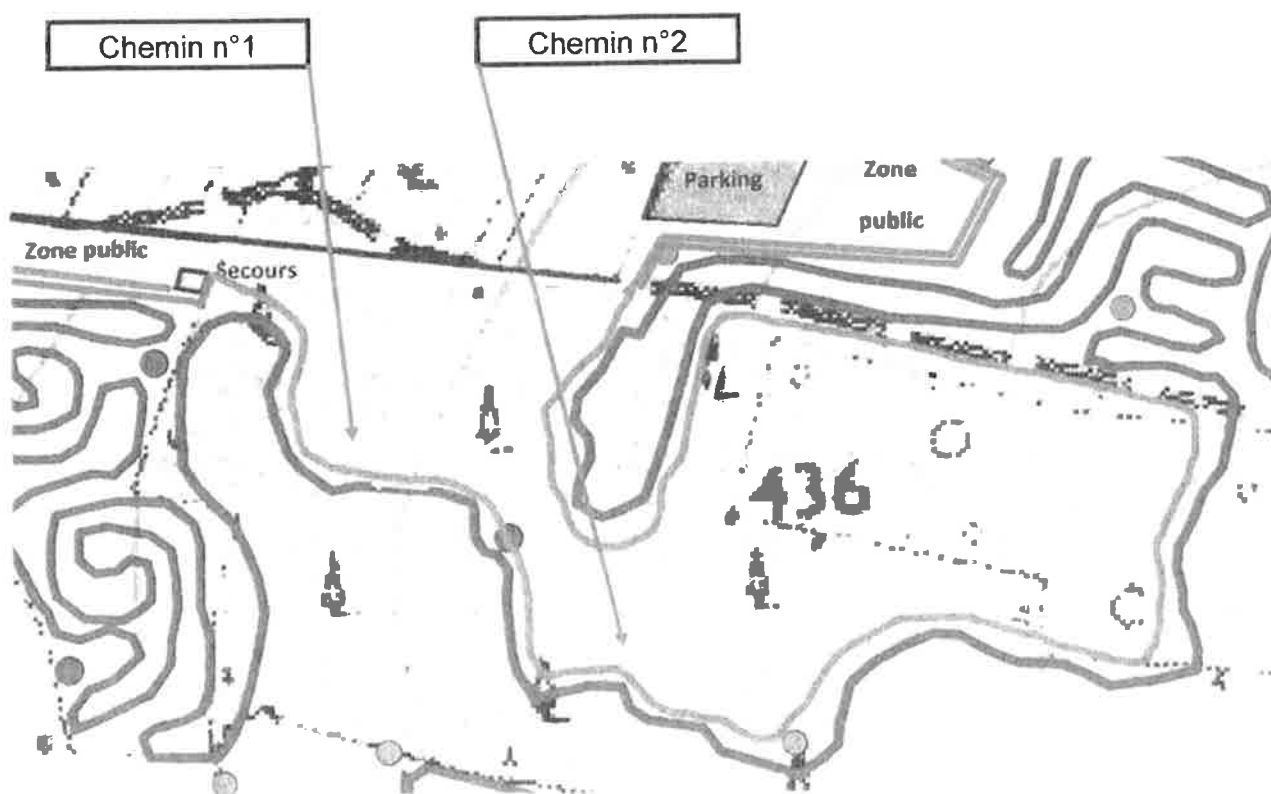 Chemin n°1
Chemin n°2
Parking
Zone
public
Zone public
Secours
436